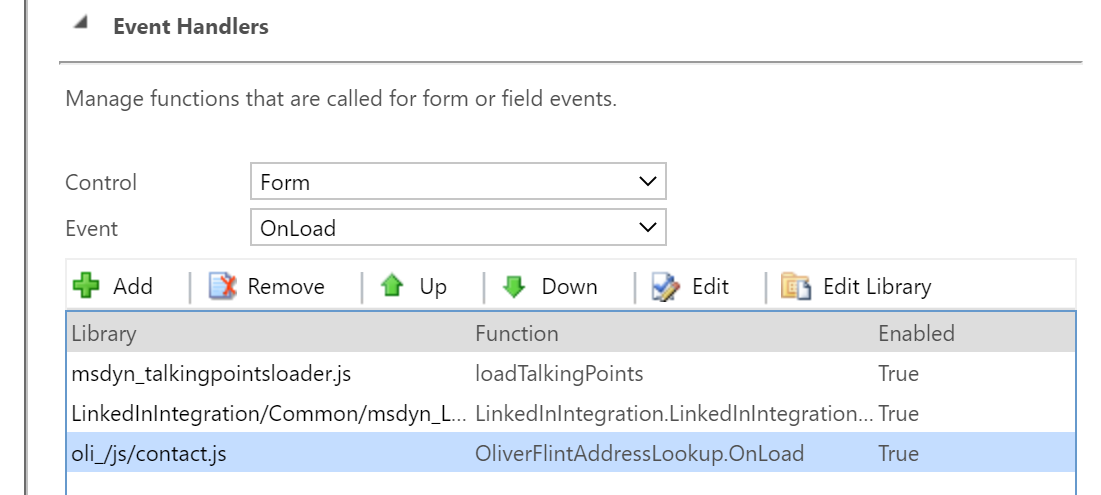 Event Handlers
Manage functions that are called for form or field events.
Control Form
Event OnLoad
Add Remove Up Down Edit Edit Library
Library Function Enabled
msdyn_talkingpointsloader.js loadTalkingPoints True
LinkedInIntegration/Common/msdyn_L... LinkedInIntegration.LinkedInIntegration... True
oli_/js/contact.js OliverFlintAddressLookup.OnLoad True